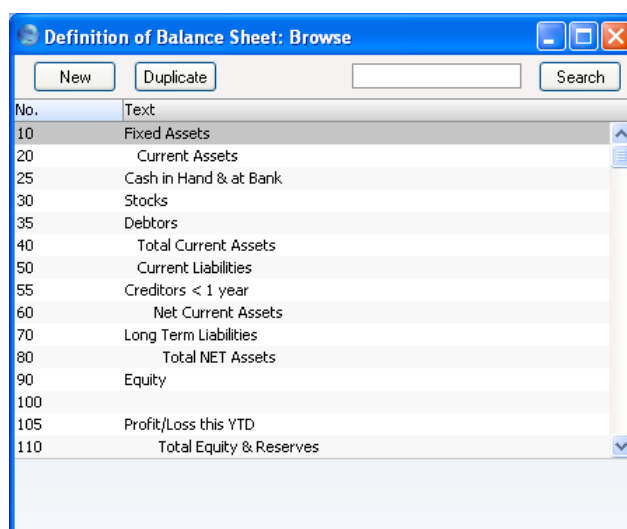 Definition of Balance Sheet: Browse
New Duplicate Search
No. Text
10 Fixed Assets
20 Current Assets
25 Cash in Hand & at Bank
30 Stocks
35 Debtors
40 Total Current Assets
50 Current Liabilities
55 Creditors < 1 year
60 Net Current Assets
70 Long Term Liabilities
80 Total NET Assets
90 Equity
100
105 Profit/Loss this YTD
110 Total Equity & Reserves